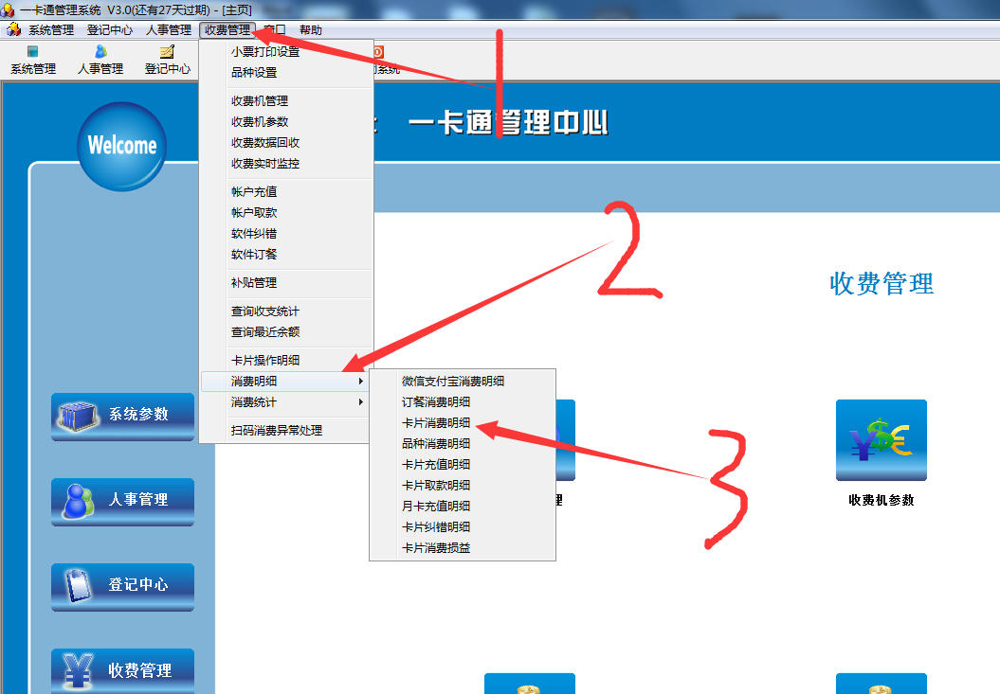 一卡通管理系统 V3.0(还有27天过期) - [主页]
系统管理 登记中心 人事管理 收费管理 窗口 帮助
系统管理 人事管理 登记中心 系统
Welcome
一卡通管理中心
1
小票打印设置
品种设置
收费机管理
收费机参数
收费数据回收
收费实时监控
帐户充值
帐户取款
软件纠错
软件订餐
补贴管理
查询收支统计
查询最近余额
卡片操作明细
消费明细
消费统计
扫码消费异常处理
2
收费管理
微信支付宝消费明细
订餐消费明细
卡片消费明细
品种消费明细
卡片充值明细
卡片取款明细
月卡充值明细
卡片纠错明细
卡片消费损益
3
系统参数
人事管理
登记中心
收费管理
理
收费机参数